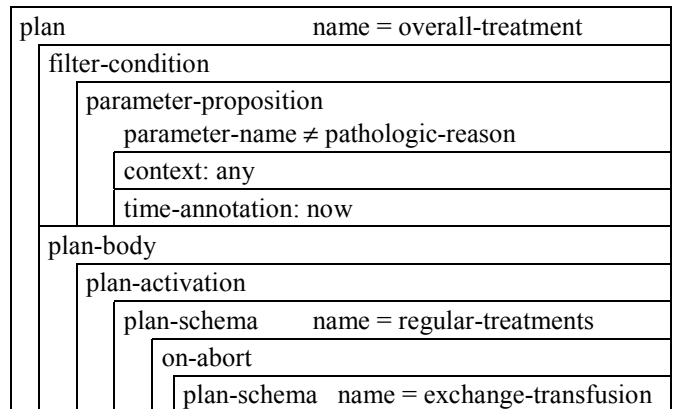 plan name = overall-treatment
filter-condition
parameter-proposition
parameter-name ≠ pathologic-reason
context: any
time-annotation: now
plan-body
plan-activation
plan-schema name = regular-treatments
on-abort
plan-schema name = exchange-transfusion